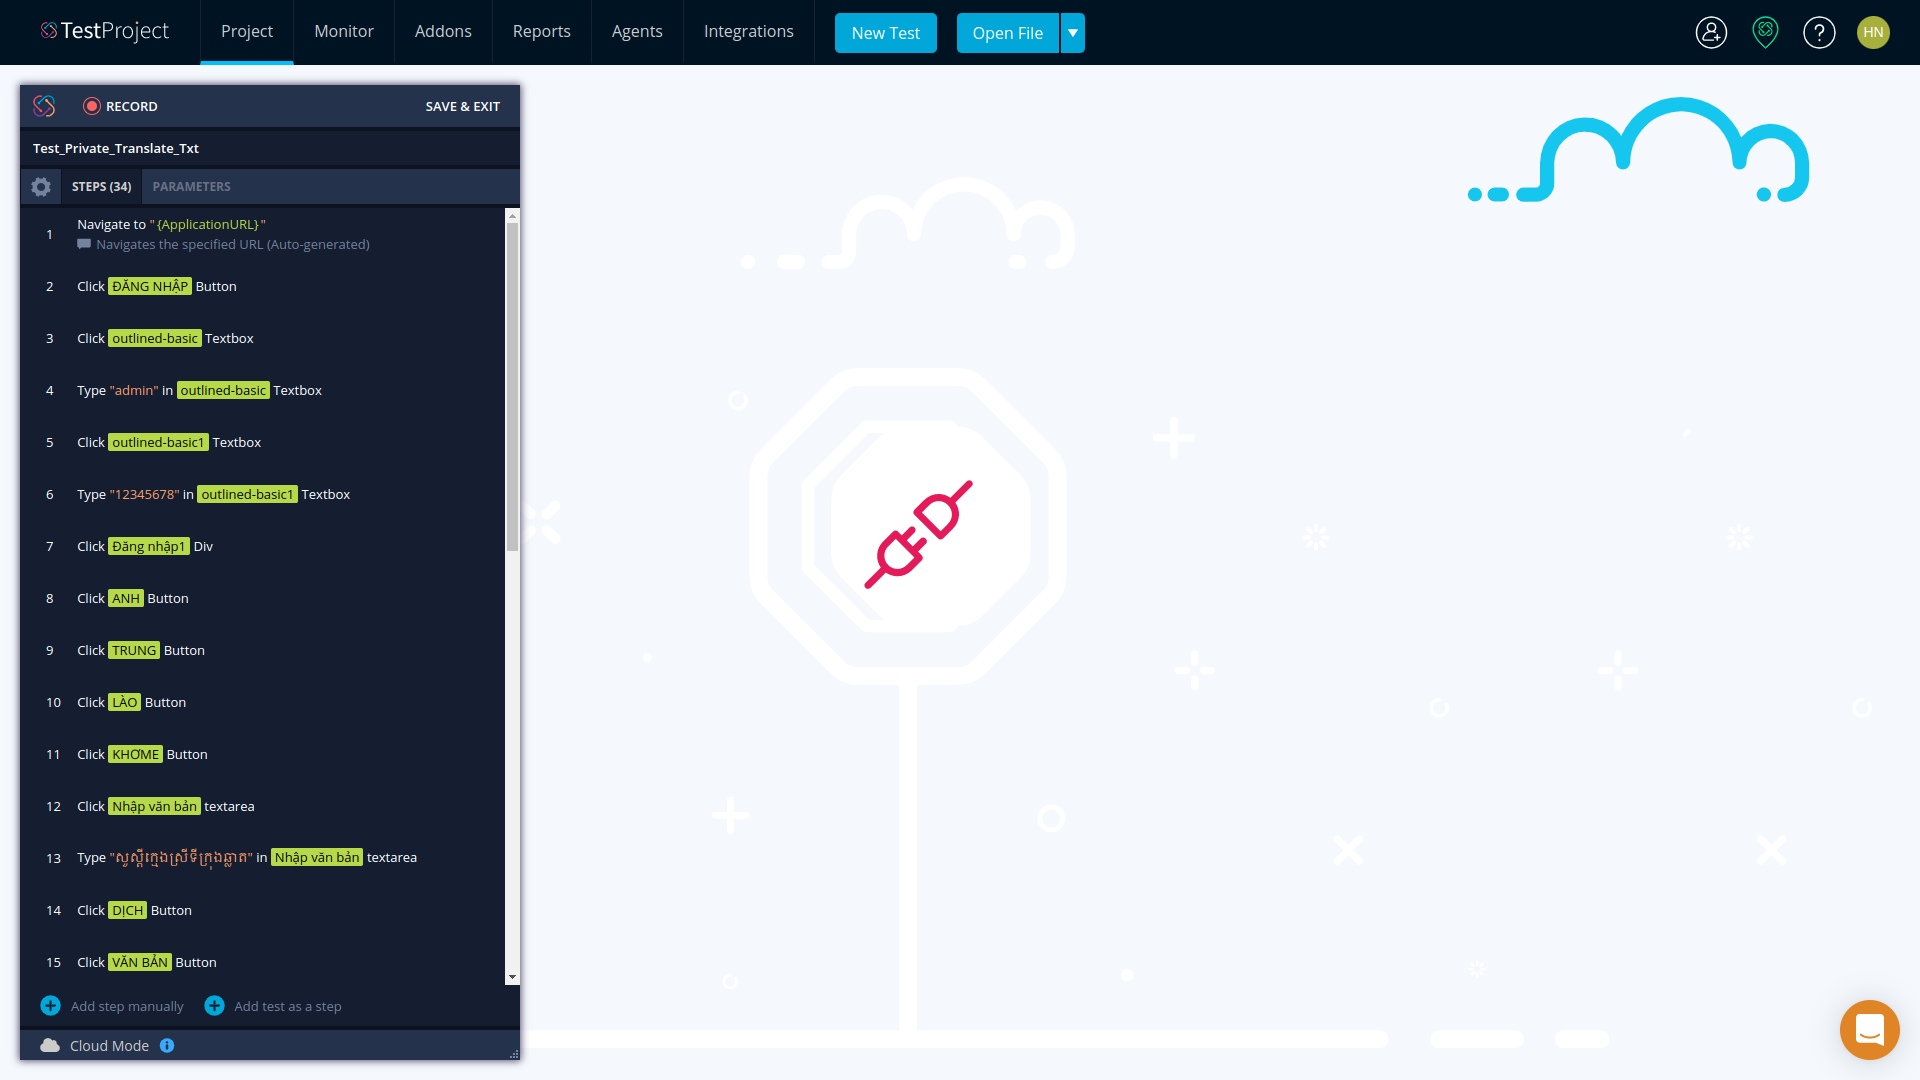 TestProject
Project
Monitor
Addons
Reports
Agents
Integrations
New Test
Open File
HN
RECORD
SAVE & EXIT
Test_Private_Translate_Txt
STEPS (34)
PARAMETERS
1 Navigate to "{ApplicationURL}"
Navigates the specified URL (Auto-generated)
2 Click ĐĂNG NHẬP Button
3 Click outlined-basic Textbox
4 Type "admin" in outlined-basic Textbox
5 Click outlined-basic1 Textbox
6 Type "12345678" in outlined-basic1 Textbox
7 Click Đăng nhập1 Div
8 Click ANH Button
9 Click TRUNG Button
10 Click LÀO Button
11 Click KHƠME Button
12 Click Nhập văn bản textarea
13 Type "សួស្តីក្មេងស្រីទីក្រុងឆ្លាត" in Nhập văn bản textarea
14 Click DỊCH Button
15 Click VĂN BẢN Button
Add step manually
Add test as a step
Cloud Mode